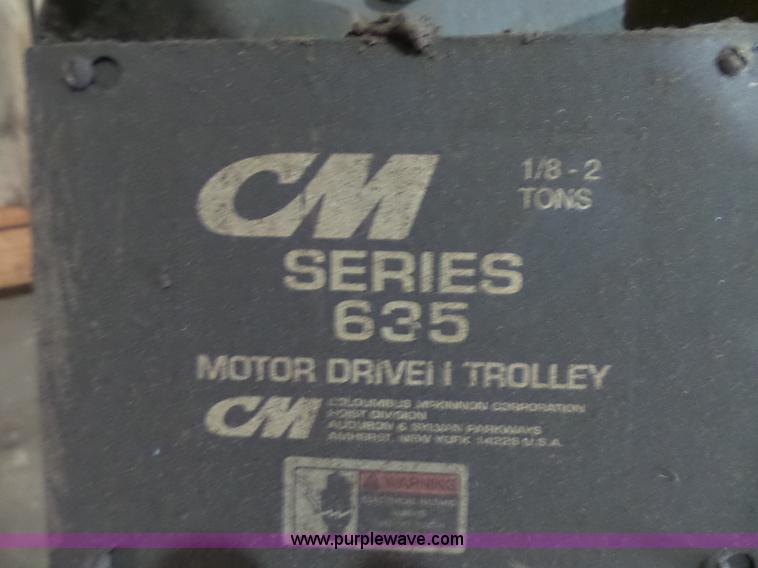 CM
1/8 - 2
TONS
SERIES
635
MOTOR DRIVEN TROLLEY
CM
COLOUMBUS MCKINNON CORPORATION
HOIST DIVISION
AUDUBON & SYLVAN PARKWAYS
AMHERST, NEW YORK 14228 U.S.A.
WARNING
www.purplewave.com